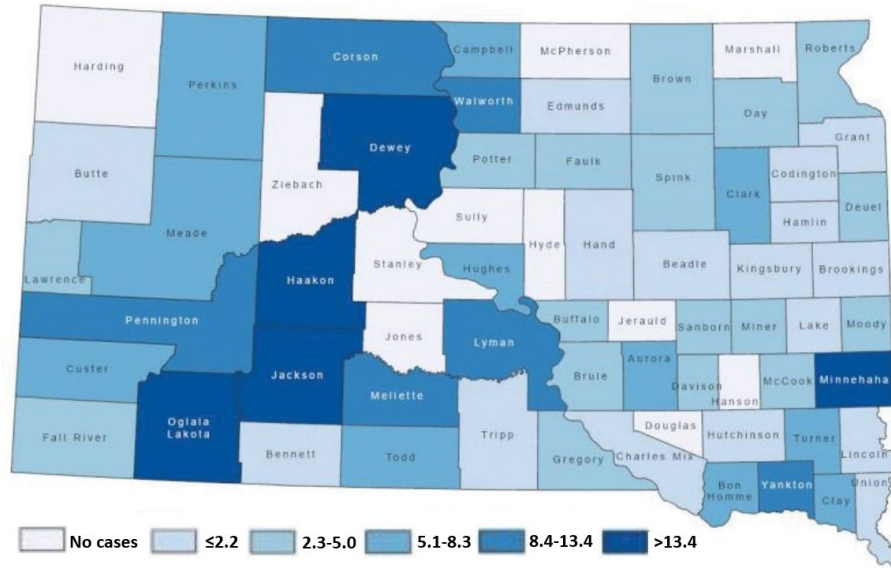 Harding
Perkins
Corson
Campbell
McPherson
Brown
Marshall
Roberts
Walworth
Edmunds
Day
Grant
Butte
Ziebach
Dewey
Potter
Faulk
Spink
Clark
Codington
Meade
Sully
Hyde
Hand
Hamlin
Deuel
Lawrence
Haakon
Stanley
Hughes
Beadle
Kingsbury
Brookings
Pennington
Jones
Lyman
Buffalo
Jerauld
Sanborn
Miner
Lake
Moody
Custer
Jackson
Mellette
Brule
Aurora
Davison
Hanson
McCook
Minnehaha
Fall River
Oglala
Lakota
Bennett
Todd
Tripp
Gregory
Charles Mix
Douglas
Hutchinson
Turner
Lincoln
Bon
Homme
Yankton
Clay
Union
No cases
≤2.2
2.3-5.0
5.1-8.3
8.4-13.4
>13.4